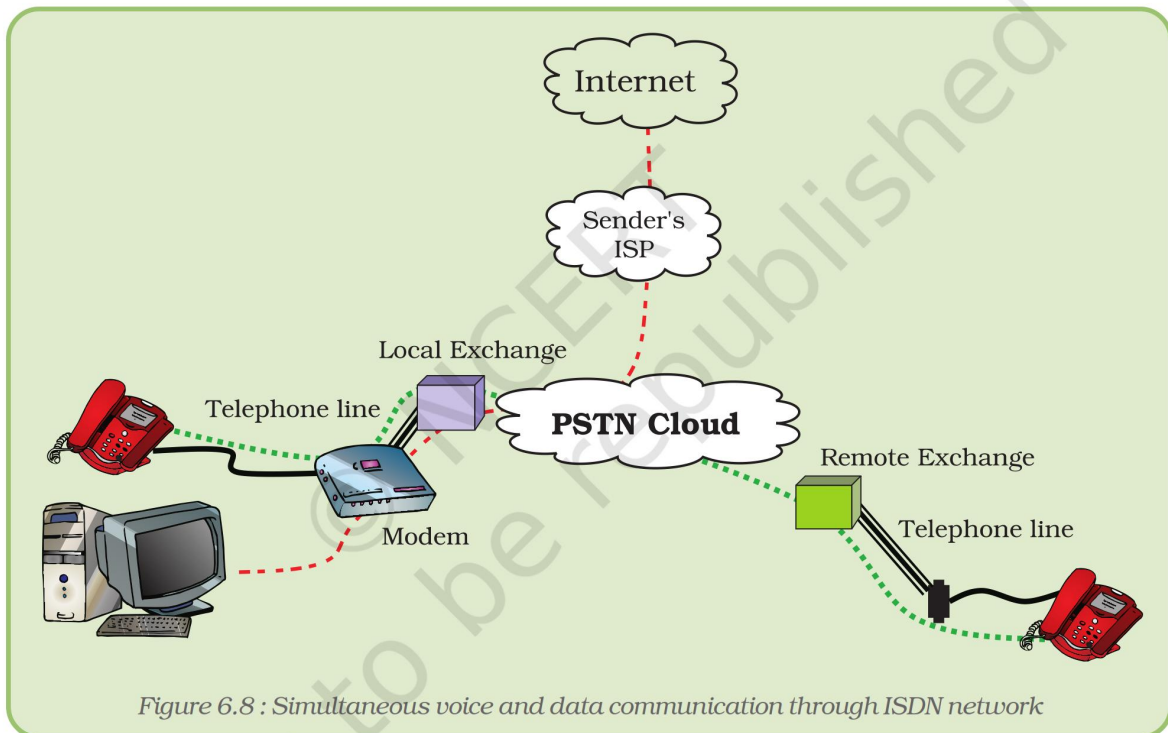 Internet
Sender's
ISP
Local Exchange
Telephone line
PSTN Cloud
Remote Exchange
Telephone line
Modem
© NCERT
to be republished
Figure 6.8 : Simultaneous voice and data communication through ISDN network